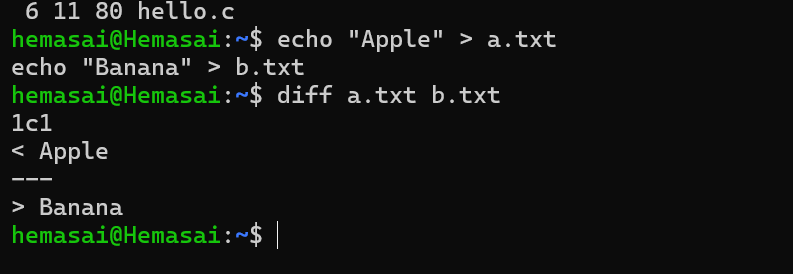 6 11 80 hello.c
hemasai@Hemasai:~$ echo "Apple" > a.txt
echo "Banana" > b.txt
hemasai@Hemasai:~$ diff a.txt b.txt
1c1
< Apple
---
> Banana
hemasai@Hemasai:~$